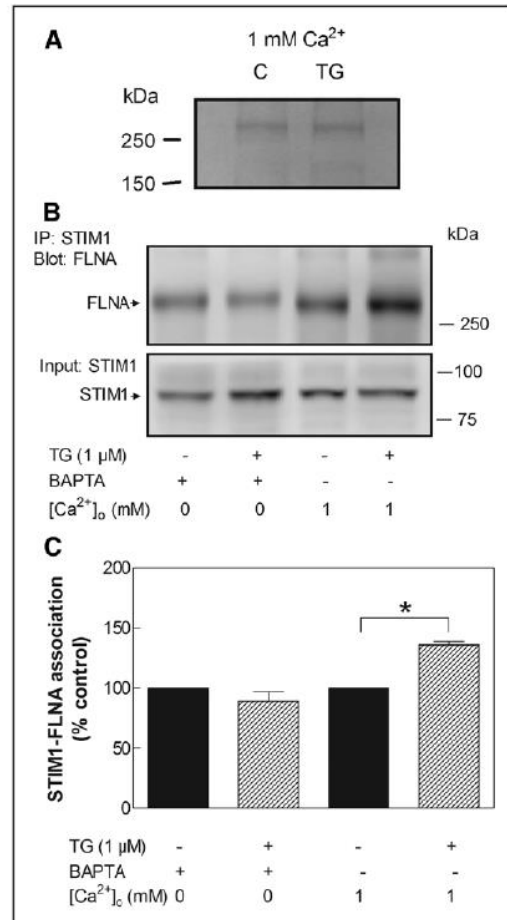 A
1 mM Ca²⁺
C TG
kDa
250
150
B
IP: STIM1
Blot: FLNA
kDa
FLNA
250
Input: STIM1
100
STIM1
75
TG (1 µM) - + - +
BAPTA + + - -
[Ca²⁺]o (mM) 0 0 1 1
C
STIM1-FLNA association
(% control)
200
150
100
50
0
*
TG (1 µM) - + - +
BAPTA + + - -
[Ca²⁺]o (mM) 0 0 1 1